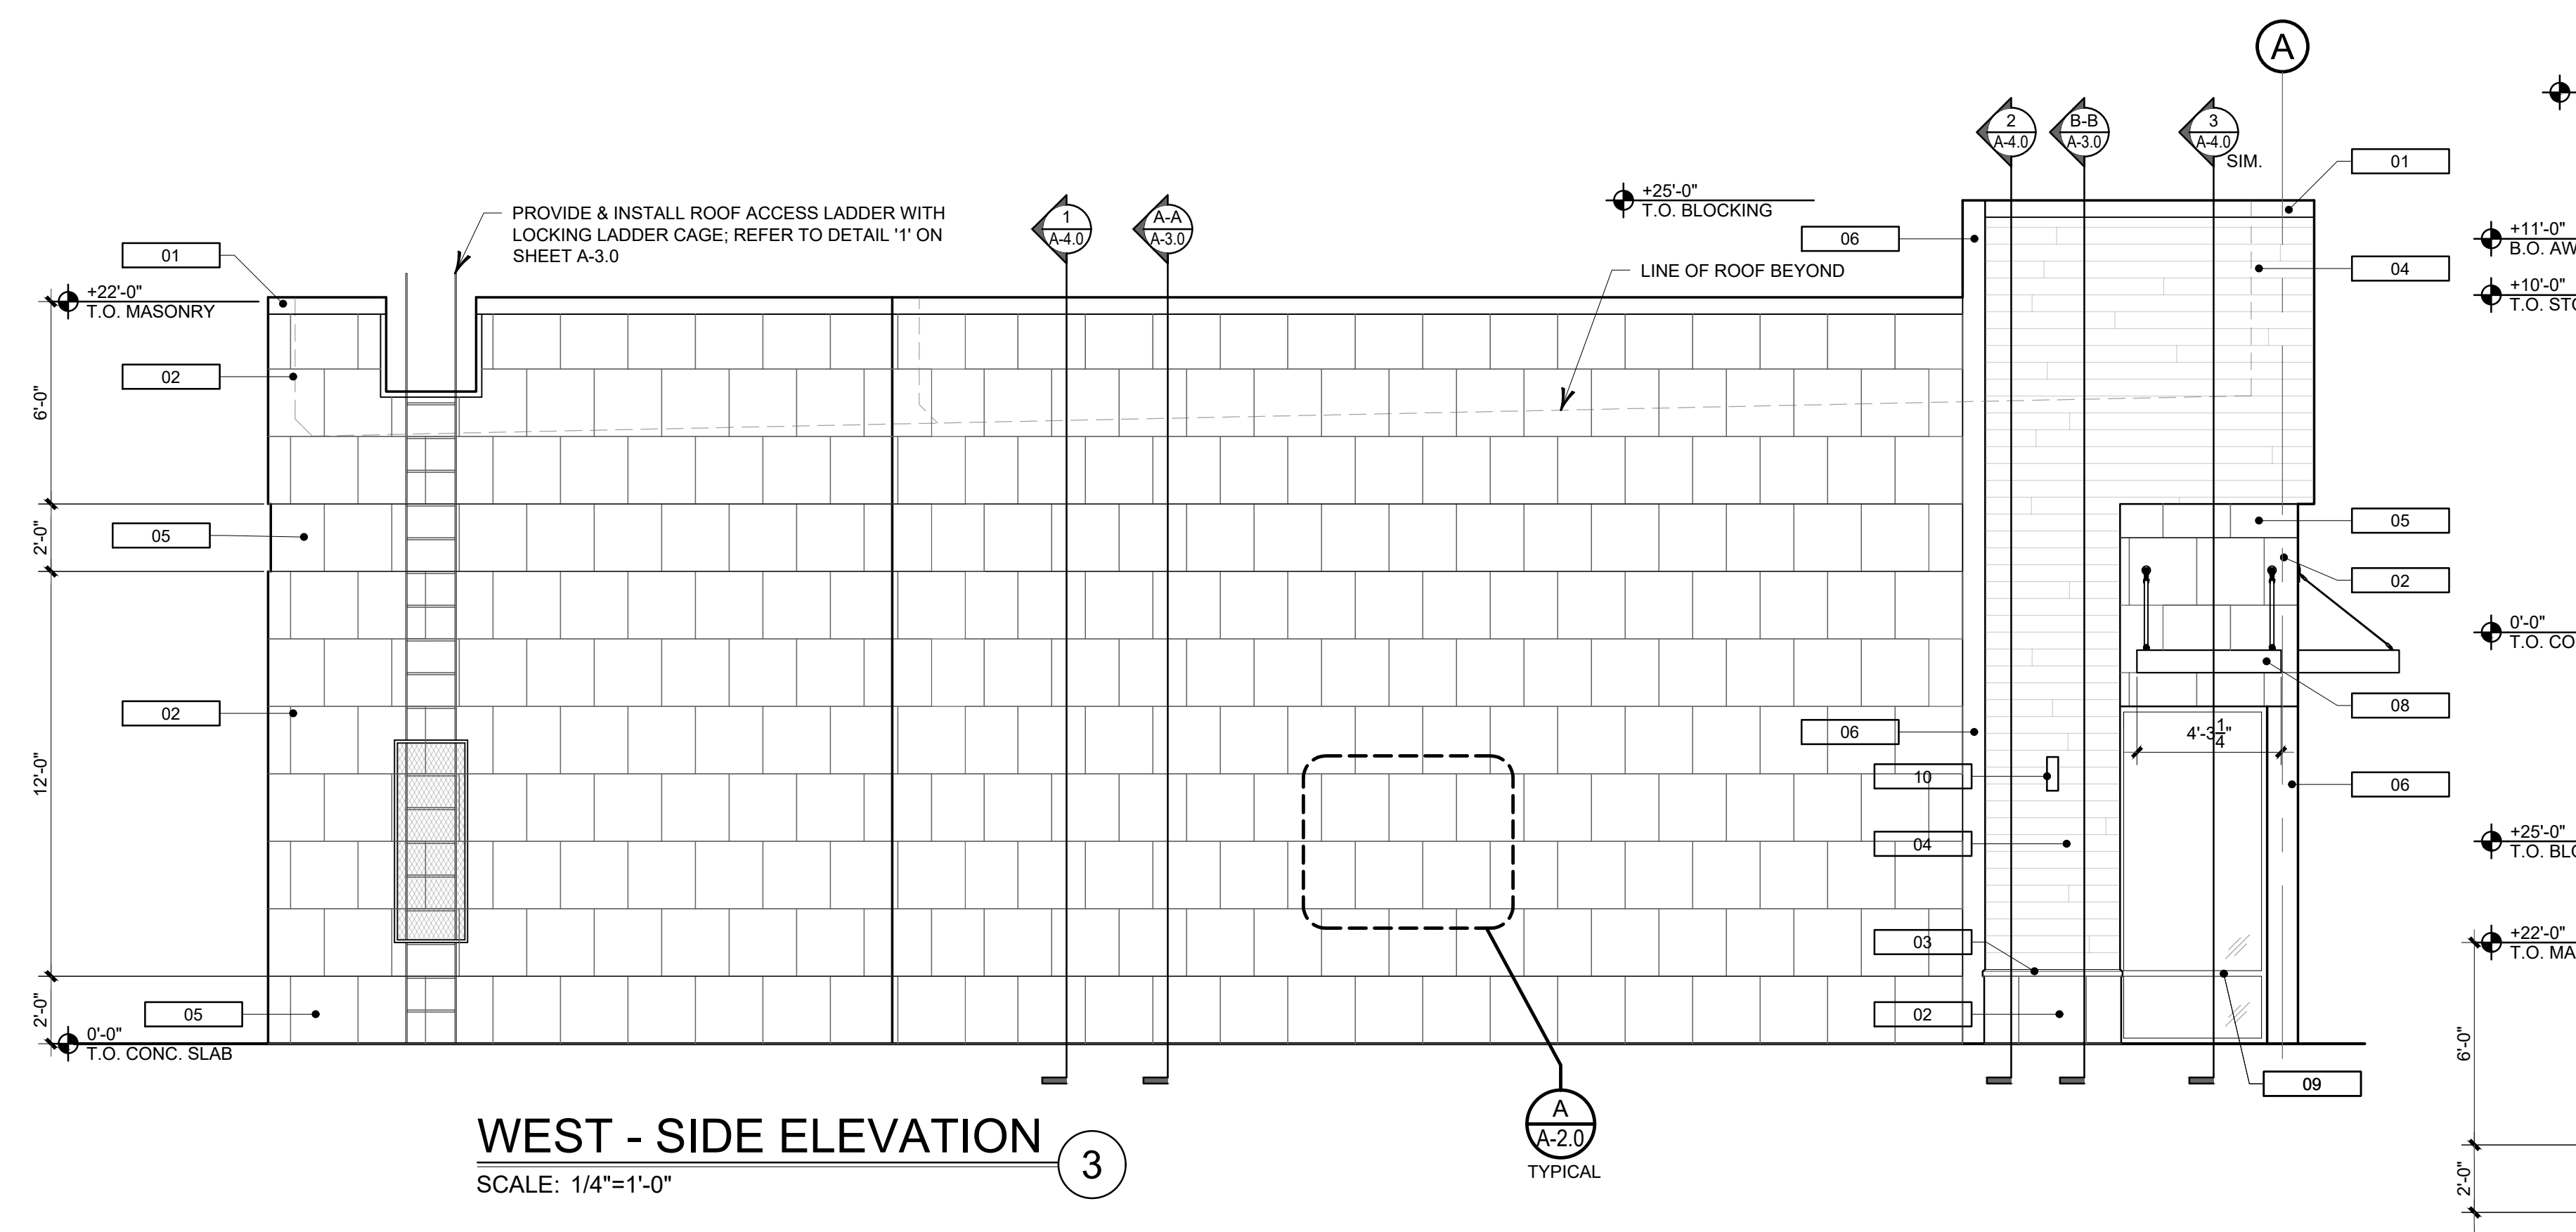 A
2
A-4.0
B-B
A-3.0
3
A-4.0
SIM.
01
PROVIDE & INSTALL ROOF ACCESS LADDER WITH
LOCKING LADDER CAGE; REFER TO DETAIL '1' ON
SHEET A-3.0
1
A-4.0
A-A
A-3.0
+25'-0"
T.O. BLOCKING
06
LINE OF ROOF BEYOND
01
+22'-0"
T.O. MASONRY
02
6'-0"
2'-0"
05
12'-0"
02
2'-0"
05
0'-0"
T.O. CONC. SLAB
04
05
02
08
06
4'-3 1/4"
06
10
04
03
02
09
A
A-2.0
TYPICAL
WEST - SIDE ELEVATION
3
SCALE: 1/4"=1'-0"
+11'-0"
B.O. AW
+10'-0"
T.O. STO
0'-0"
T.O. CO
+25'-0"
T.O. BLO
+22'-0"
T.O. MA
6'-0"
2'-0"